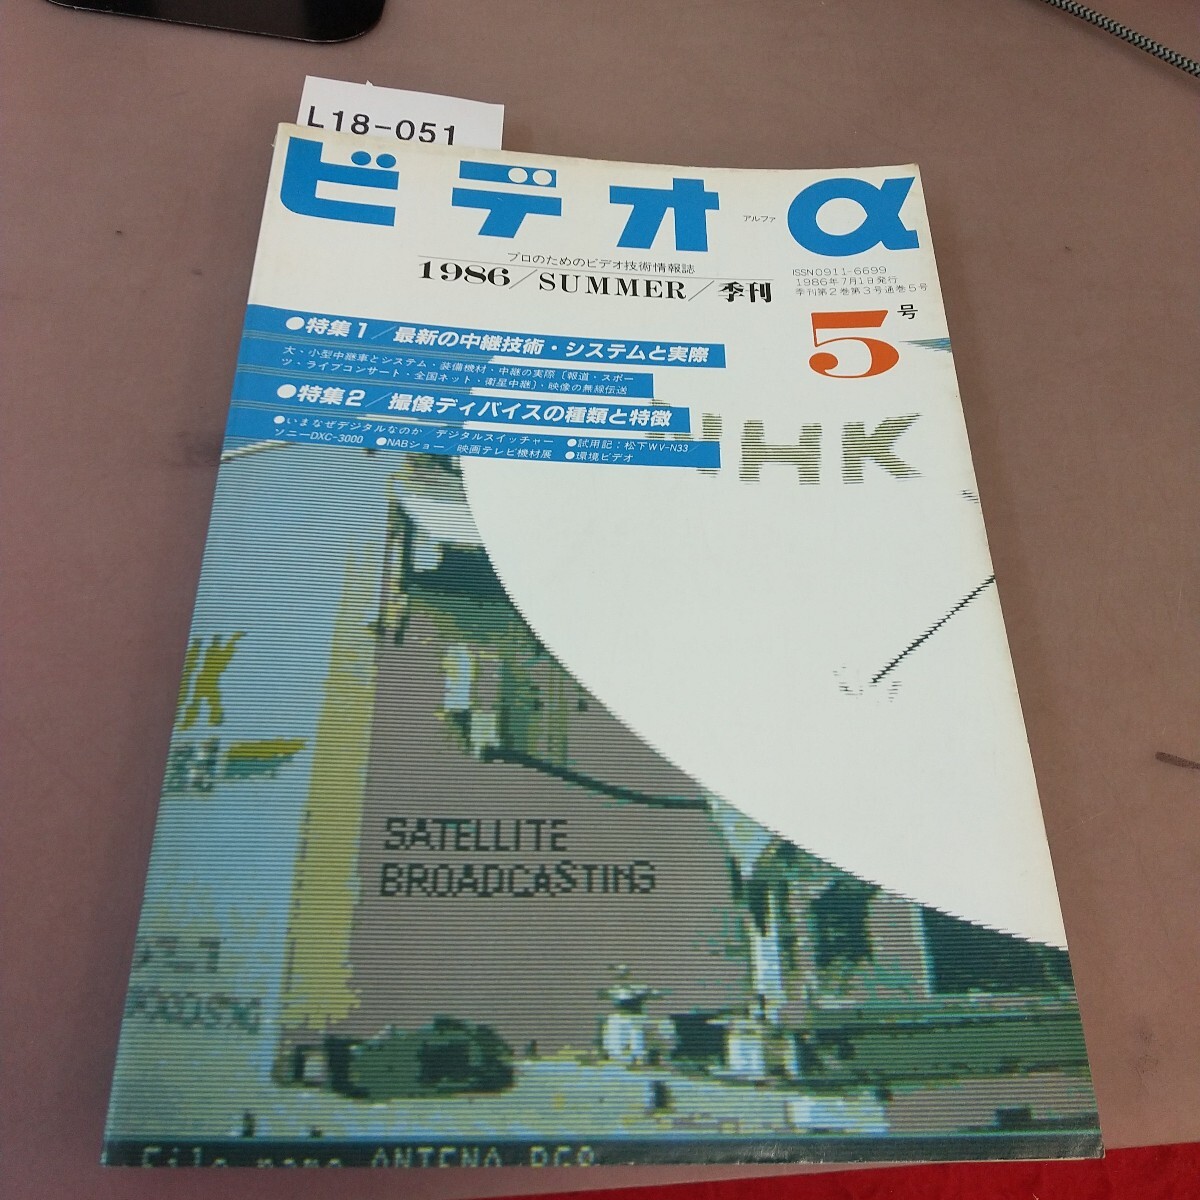 L18-051
ビデオα
アルファ
プロのためのビデオ技術情報誌
1986/SUMMER/季刊
ISSN0911-6699
1986年7月1日発行
季刊第2巻第3号通巻5号
5号
●特集1/最新の中継技術・システムと実際
大・小型中継車とシステム・装備機材・中継の実際〔報道・スポー
ツ・ライブコンサート・全国ネット・衛星中継〕・映像の無線伝送
●特集2/撮像ディバイスの種類と特徴
●いまなぜデジタルなのか/デジタルスイッチャー ●試用記:松下WV-N33/
ソニーDXC-3000 ●NABショー/映画テレビ機材展 ●環境ビデオ
NHK
SATELLITE
BROADCASTING
File name ANTENA.